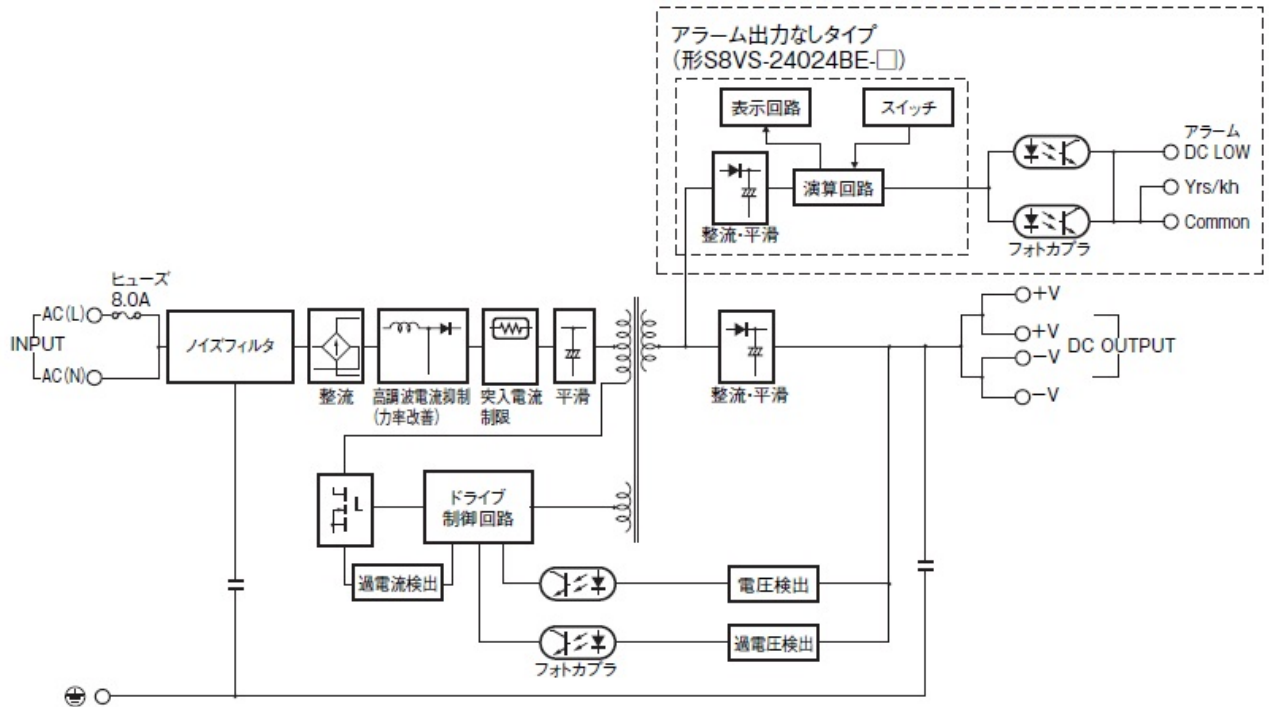 アラーム出力なしタイプ
(形S8VS-24024BE-□)
表示回路
スイッチ
整流・平滑
演算回路
フォトカプラ
アラーム
DC LOW
Yrs/kh
Common
INPUT
AC(L)
AC(N)
ヒューズ
8.0A
ノイズフィルタ
整流
高調波電流抑制
(力率改善)
突入電流
制限
平滑
整流・平滑
+V
+V
-V
-V
DC OUTPUT
ドライブ
制御回路
過電流検出
電圧検出
過電圧検出
フォトカプラ